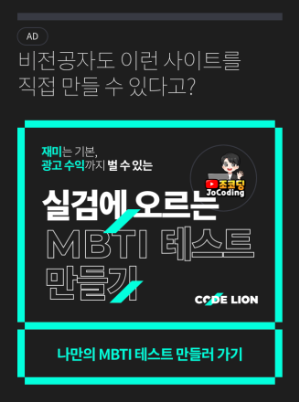 AD
비전공자도 이런 사이트를
직접 만들 수 있다고?
재미는 기본,
광고 수익까지 벌 수 있는
조코딩
JoCoding
실검에 오르는
MBTI 테스트
만들기
CODE LION
나만의 MBTI 테스트 만들러 가기